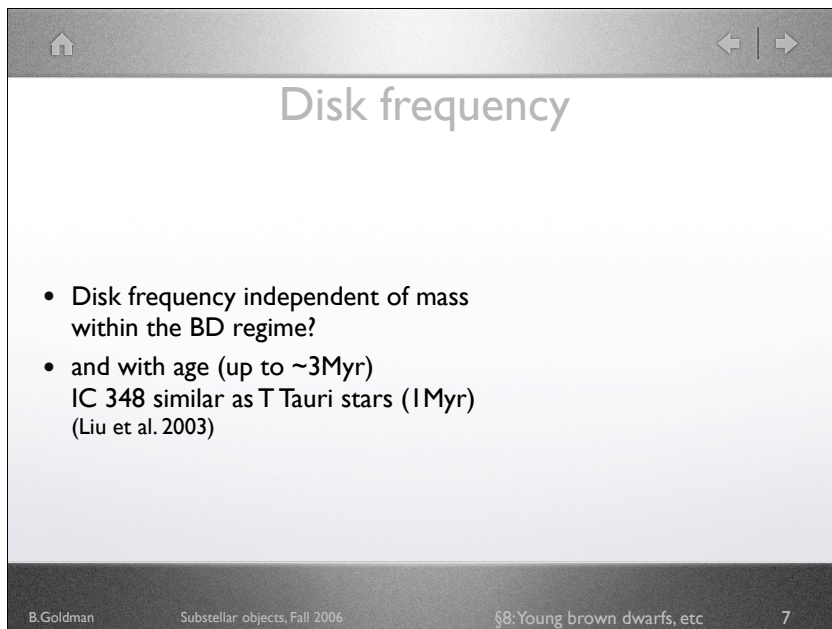 Disk frequency
• Disk frequency independent of mass
within the BD regime?
• and with age (up to ~3Myr)
IC 348 similar as T Tauri stars (1Myr)
(Liu et al. 2003)
B.Goldman Substellar objects, Fall 2006 §8:Young brown dwarfs, etc 7